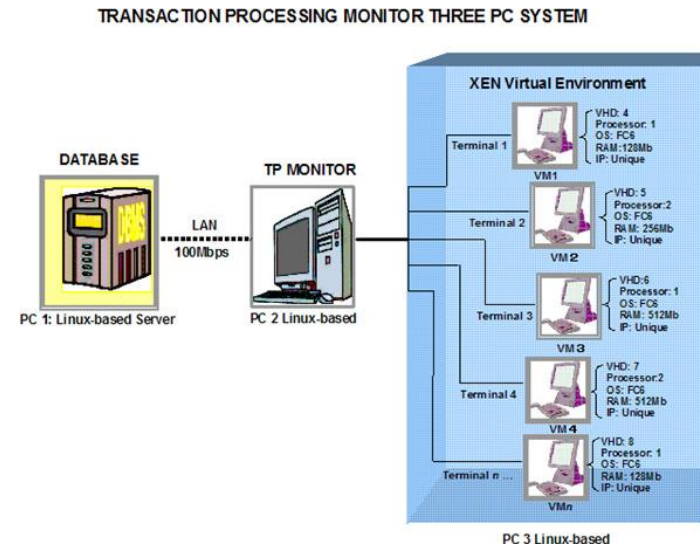 TRANSACTION PROCESSING MONITOR THREE PC SYSTEM
XEN Virtual Environment
DATABASE
DBMS
PC 1: Linux-based Server
LAN
100Mbps
TP MONITOR
PC 2 Linux-based
Terminal 1
VM1
VHD: 4
Processor: 1
OS: FC6
RAM:128Mb
IP: Unique
Terminal 2
VM2
VHD: 5
Processor:2
OS: FC6
RAM: 256Mb
IP: Unique
Terminal 3
VM3
VHD:6
Processor: 1
OS: FC6
RAM: 512Mb
IP: Unique
Terminal 4
VM4
VHD: 7
Processor:2
OS: FC6
RAM: 512Mb
IP: Unique
Terminal n ...
VMn
VHD: 8
Processor: 1
OS: FC6
RAM: 128Mb
IP: Unique
PC 3 Linux-based